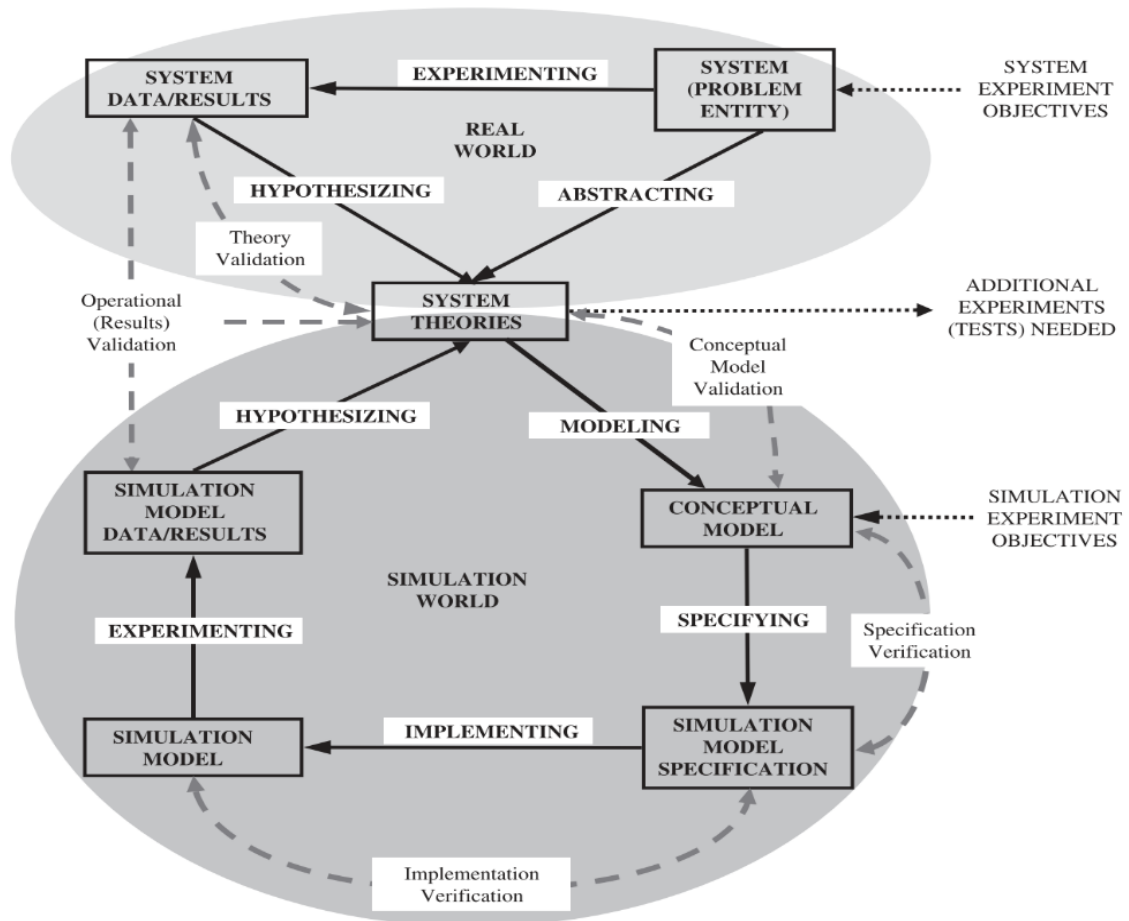 SYSTEM
DATA/RESULTS
EXPERIMENTING
SYSTEM
(PROBLEM
ENTITY)
SYSTEM
EXPERIMENT
OBJECTIVES
REAL
WORLD
HYPOTHESIZING
ABSTRACTING
Theory
Validation
Operational
(Results)
Validation
SYSTEM
THEORIES
ADDITIONAL
EXPERIMENTS
(TESTS) NEEDED
Conceptual
Model
Validation
HYPOTHESIZING
MODELING
SIMULATION
MODEL
DATA/RESULTS
CONCEPTUAL
MODEL
SIMULATION
EXPERIMENT
OBJECTIVES
SIMULATION
WORLD
EXPERIMENTING
SPECIFYING
Specification
Verification
SIMULATION
MODEL
IMPLEMENTING
SIMULATION
MODEL
SPECIFICATION
Implementation
Verification